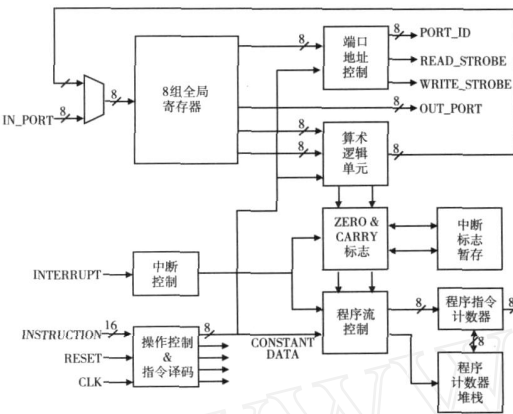 8
PORT_ID
8
端口
地址
控制
READ_STROBE
WRITE_STROBE
8
8组全局
寄存器
8
IN_PORT
8
8
OUT_PORT
8
8
算术
逻辑
单元
8
ZERO &
CARRY
标志
中断
标志
暂存
INTERRUPT
中断
控制
程序流
控制
8
程序指令
计数器
8
INSTRUCTION
16
操作控制
&
指令译码
8
CONSTANT
DATA
RESET
CLK
8
程序
计数器
堆栈